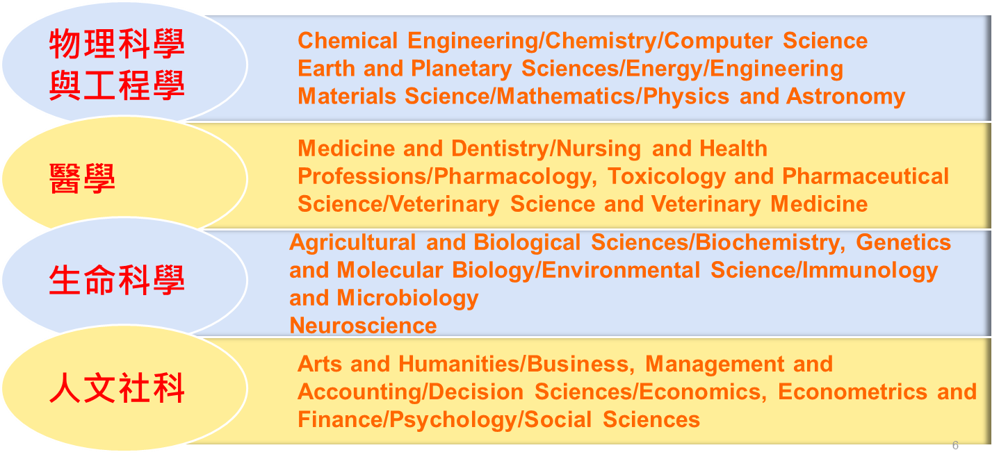 物理科學
與工程學
Chemical Engineering/Chemistry/Computer Science
Earth and Planetary Sciences/Energy/Engineering
Materials Science/Mathematics/Physics and Astronomy
醫學
Medicine and Dentistry/Nursing and Health
Professions/Pharmacology, Toxicology and Pharmaceutical
Science/Veterinary Science and Veterinary Medicine
生命科學
Agricultural and Biological Sciences/Biochemistry, Genetics
and Molecular Biology/Environmental Science/Immunology
and Microbiology
Neuroscience
人文社科
Arts and Humanities/Business, Management and
Accounting/Decision Sciences/Economics, Econometrics and
Finance/Psychology/Social Sciences
6